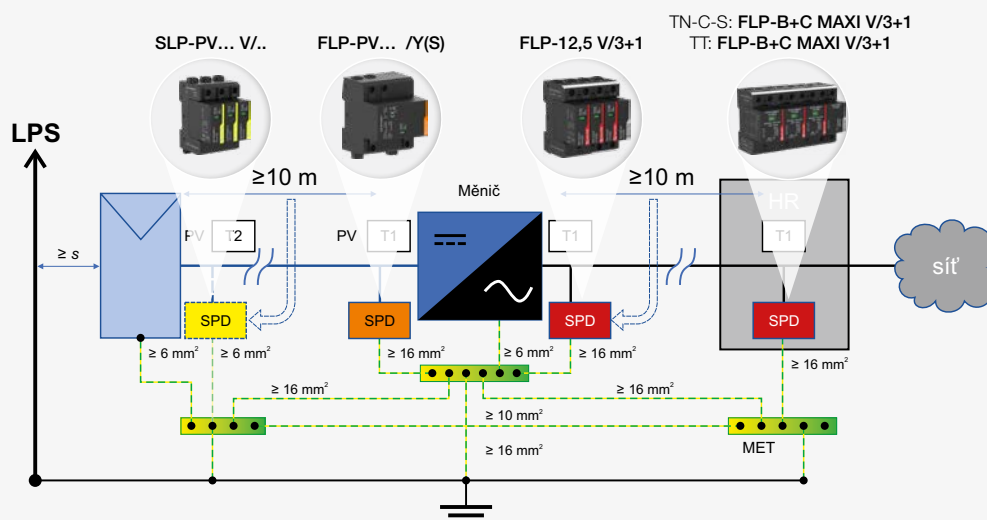 TN-C-S: FLP-B+C MAXI V/3+1
TT: FLP-B+C MAXI V/3+1
SLP-PV... V/..
FLP-PV... /Y(S)
FLP-12,5 V/3+1
LPS
≥10 m
Měnič
≥10 m
HR
PV T2
PV T1
T1
T1
≥ s
síť
SPD
SPD
SPD
SPD
≥ 6 mm²
≥ 6 mm²
≥ 16 mm²
≥ 6 mm²
≥ 16 mm²
≥ 16 mm²
≥ 16 mm²
≥ 16 mm²
≥ 10 mm²
≥ 16 mm²
MET